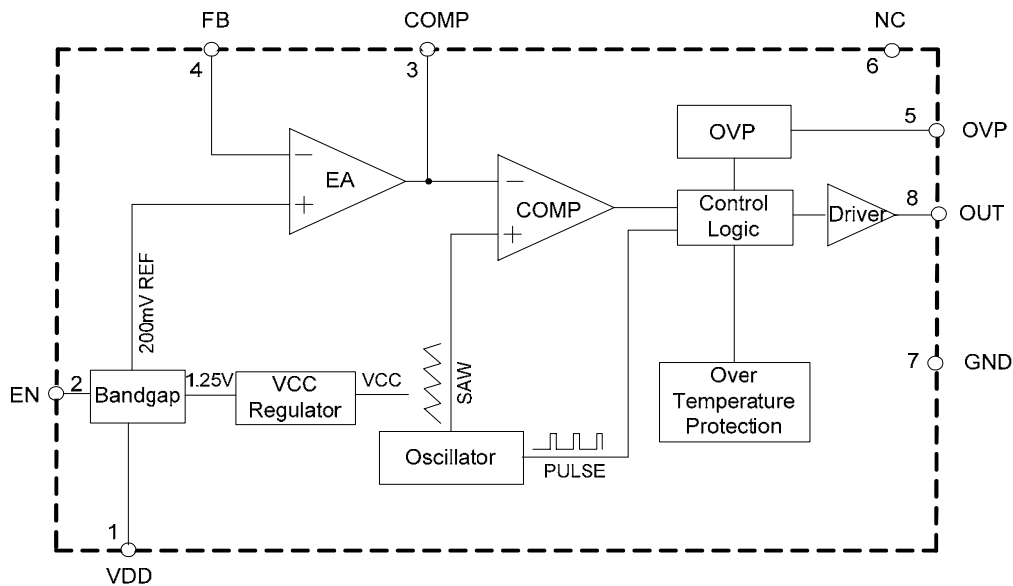 FB
COMP
NC
4
3
6
OVP
5
OVP
EA
COMP
Control
Logic
Driver
8
OUT
200mV REF
SAW
7
GND
EN
2
Bandgap
1.25V
VCC
Regulator
VCC
Over
Temperature
Protection
Oscillator
PULSE
1
VDD